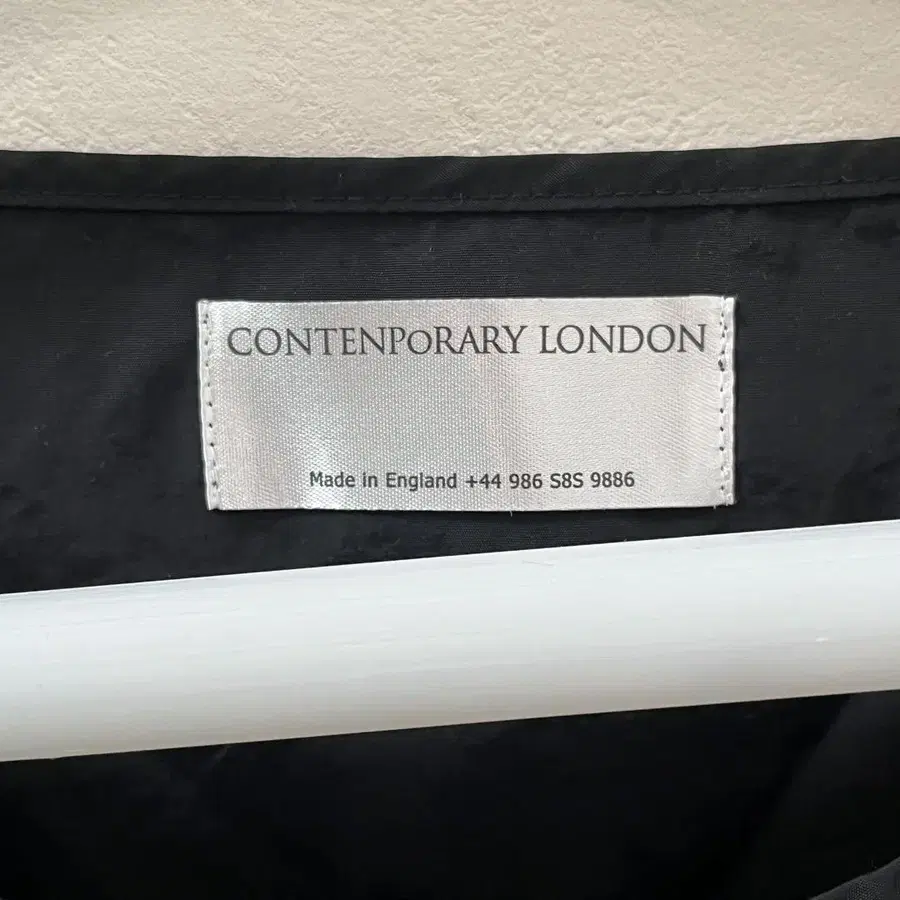 CONTENPoRARY LONDON
Made in England +44 986 S8S 9886